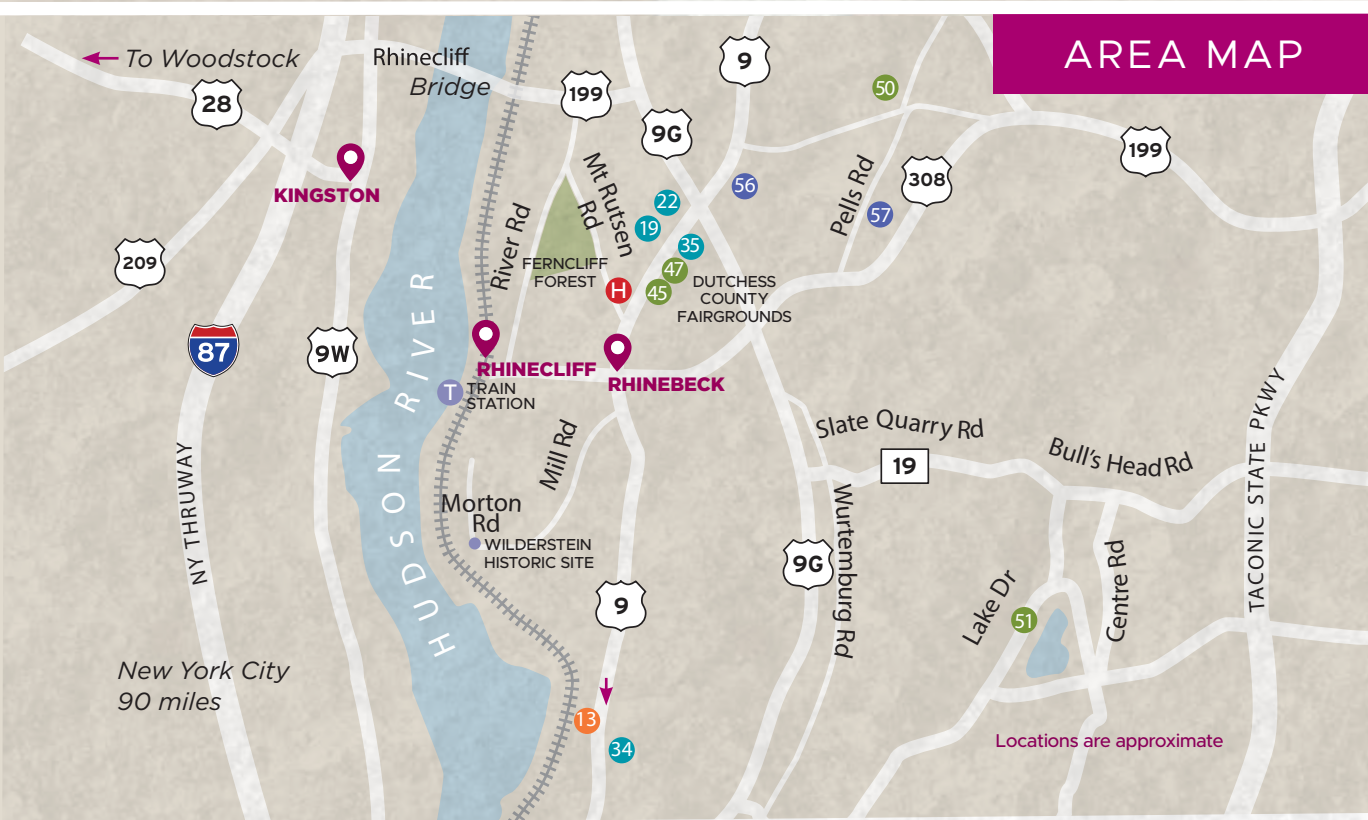 AREA MAP
To Woodstock
Rhinecliff
Bridge
28
199
9
9G
50
199
308
KINGSTON
Mt Rutsen
Rd
22
56
Pells Rd
57
19
35
209
River Rd
FERNCLIFF
FOREST
H
47
45
DUTCHESS
COUNTY
FAIRGROUNDS
87
9W
HUDSON RIVER
RHINECLIFF
RHINEBECK
T
TRAIN
STATION
Mill Rd
Slate Quarry Rd
19
Bull's Head Rd
TACONIC STATE PKWY
NY THRUWAY
Morton
Rd
WILDERSTEIN
HISTORIC SITE
9
9G
Wurtemburg Rd
Lake Dr
51
Centre Rd
New York City
90 miles
13
34
Locations are approximate